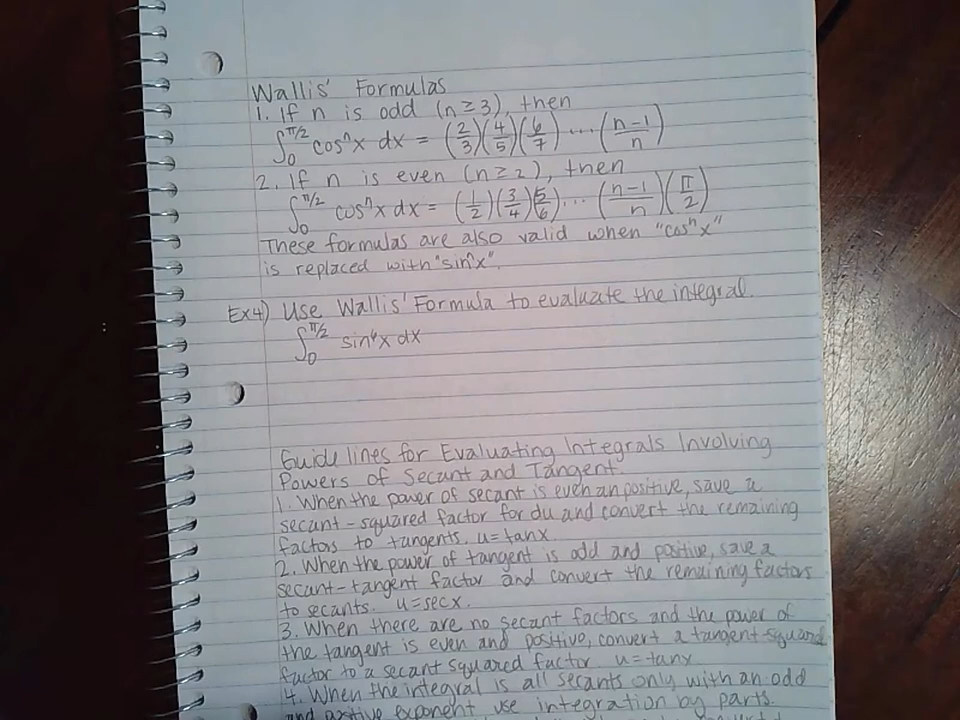 Wallis' Formulas
1. If n is odd (n ≥ 3), then
∫₀^{π/2} cosⁿx dx = (2/3)(4/5)(6/7) ... (n-1/n)
2. If n is even (n ≥ 2), then
∫₀^{π/2} cosⁿx dx = (1/2)(3/4)(5/6) ... (n-1/n)(π/2)
These formulas are also valid when "cosⁿx"
is replaced with "sinⁿx".
Ex4) Use Wallis' Formula to evaluate the integral.
∫₀^{π/2} sin⁴x dx
Guidelines for Evaluating Integrals Involving
Powers of Secant and Tangent
1. When the power of secant is even an positive, save a
secant-squared factor for du and convert the remaining
factors to tangents. u=tanx
2. When the power of tangent is odd and positive, save a
secant-tangent factor and convert the remaining factors
to secants. u=secx.
3. When there are no secant factors and the power of
the tangent is even and positive, convert a tangent-squared
factor to a secant squared factor u=tanx
4. When the integral is all secants only with an odd
and positive exponent use integration by parts.